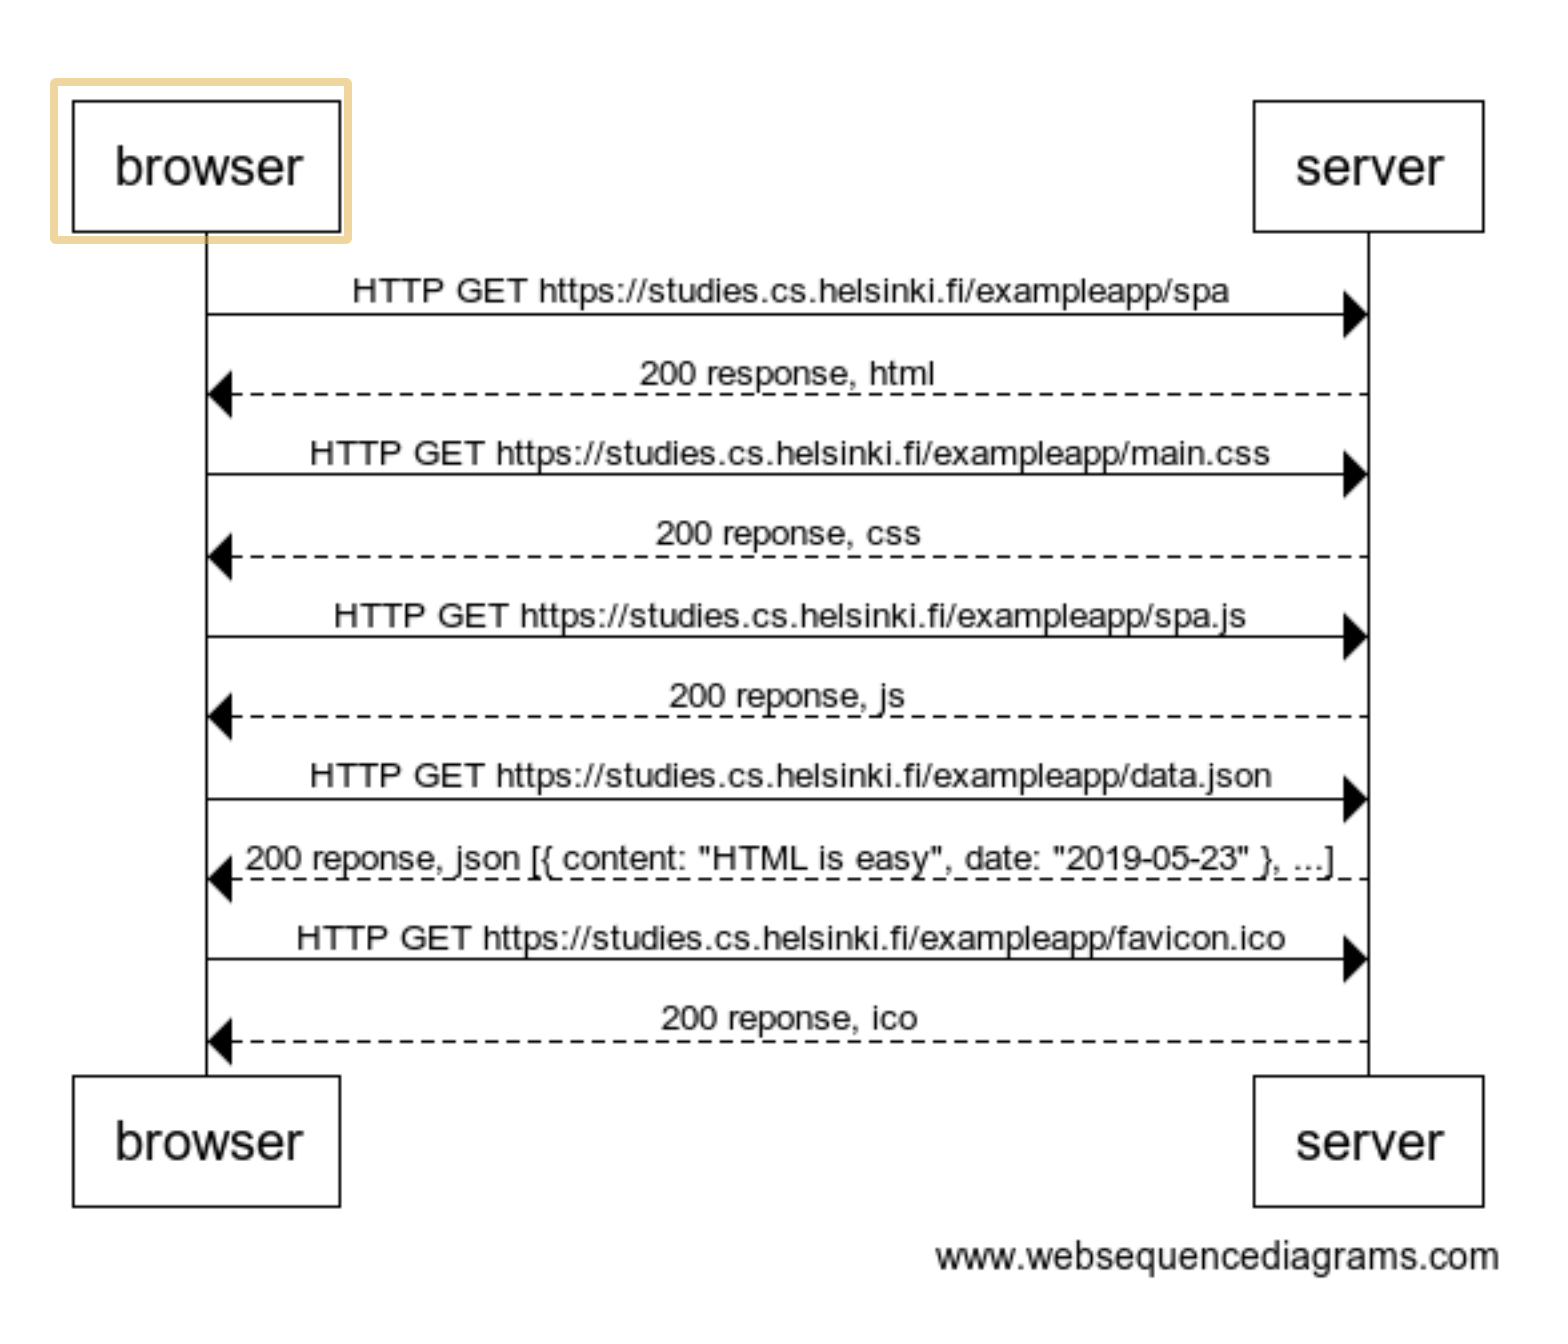 browser
server
HTTP GET https://studies.cs.helsinki.fi/exampleapp/spa
200 response, html
HTTP GET https://studies.cs.helsinki.fi/exampleapp/main.css
200 reponse, css
HTTP GET https://studies.cs.helsinki.fi/exampleapp/spa.js
200 reponse, js
HTTP GET https://studies.cs.helsinki.fi/exampleapp/data.json
200 reponse, json [{ content: "HTML is easy", date: "2019-05-23" }, ...]
HTTP GET https://studies.cs.helsinki.fi/exampleapp/favicon.ico
200 reponse, ico
browser
server
www.websequencediagrams.com